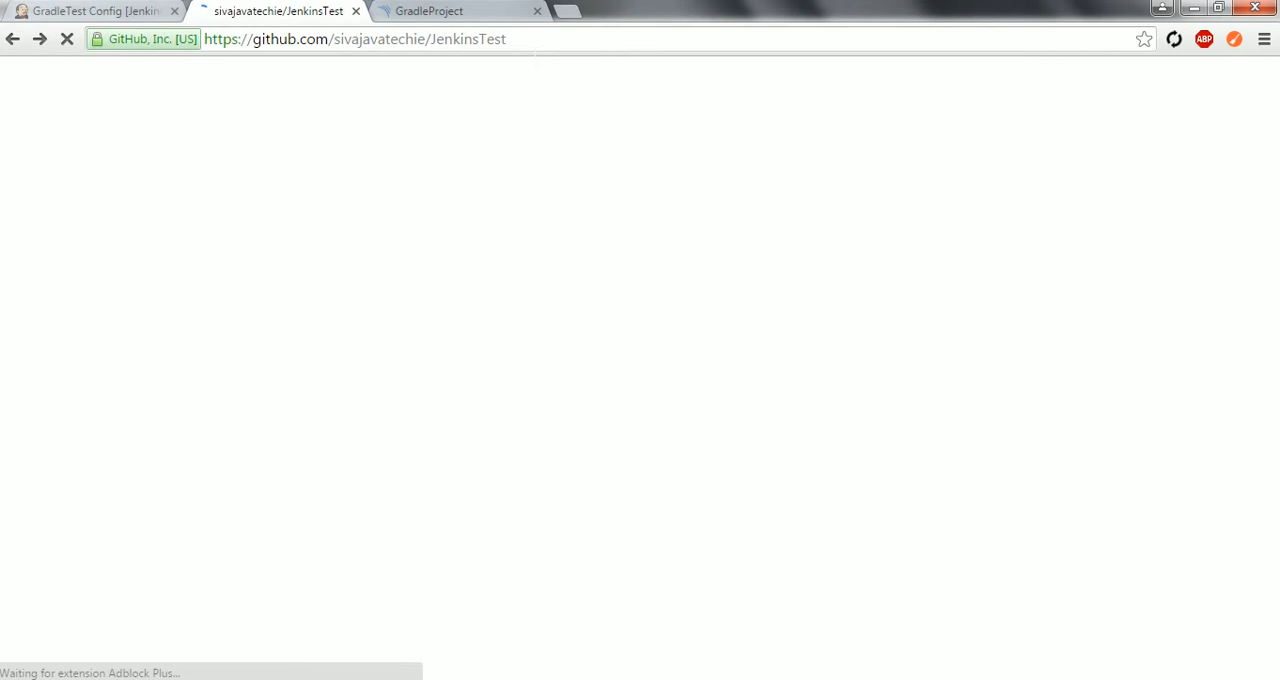 GradleTest Config [Jenkin
sivajavatechie/JenkinsTest
GradleProject
GitHub, Inc. [US]
https://github.com/sivajavatechie/JenkinsTest
ABP
Waiting for extension Adblock Plus...